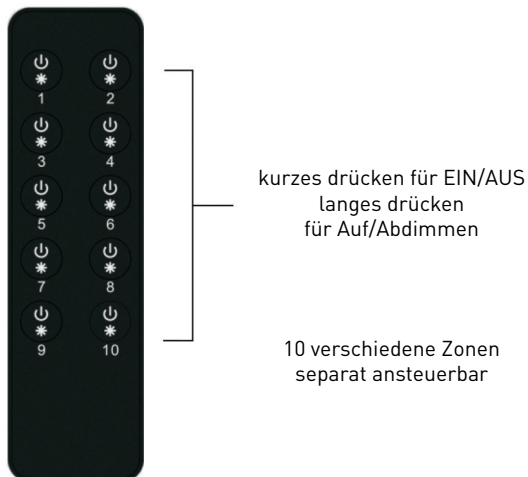 1 2
3 4
5 6
7 8
9 10
kurzes drücken für EIN/AUS
langes drücken
für Auf/Abdimmen
10 verschiedene Zonen
separat ansteuerbar